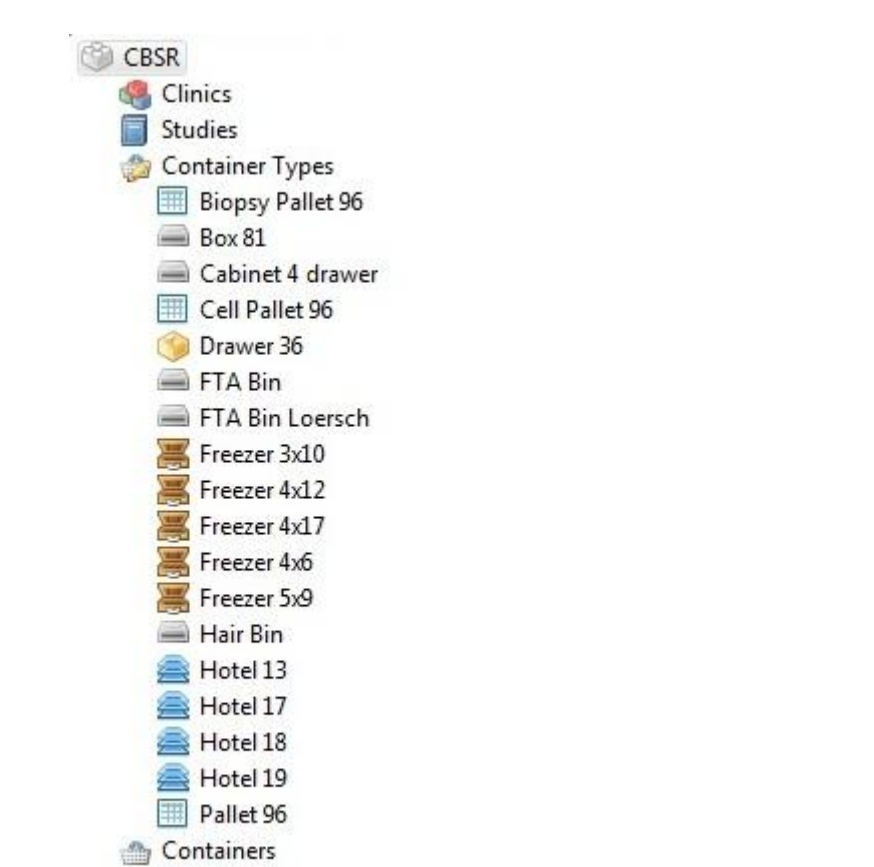 CBSR
Clinics
Studies
Container Types
Biopsy Pallet 96
Box 81
Cabinet 4 drawer
Cell Pallet 96
Drawer 36
FTA Bin
FTA Bin Loersch
Freezer 3x10
Freezer 4x12
Freezer 4x17
Freezer 4x6
Freezer 5x9
Hair Bin
Hotel 13
Hotel 17
Hotel 18
Hotel 19
Pallet 96
Containers